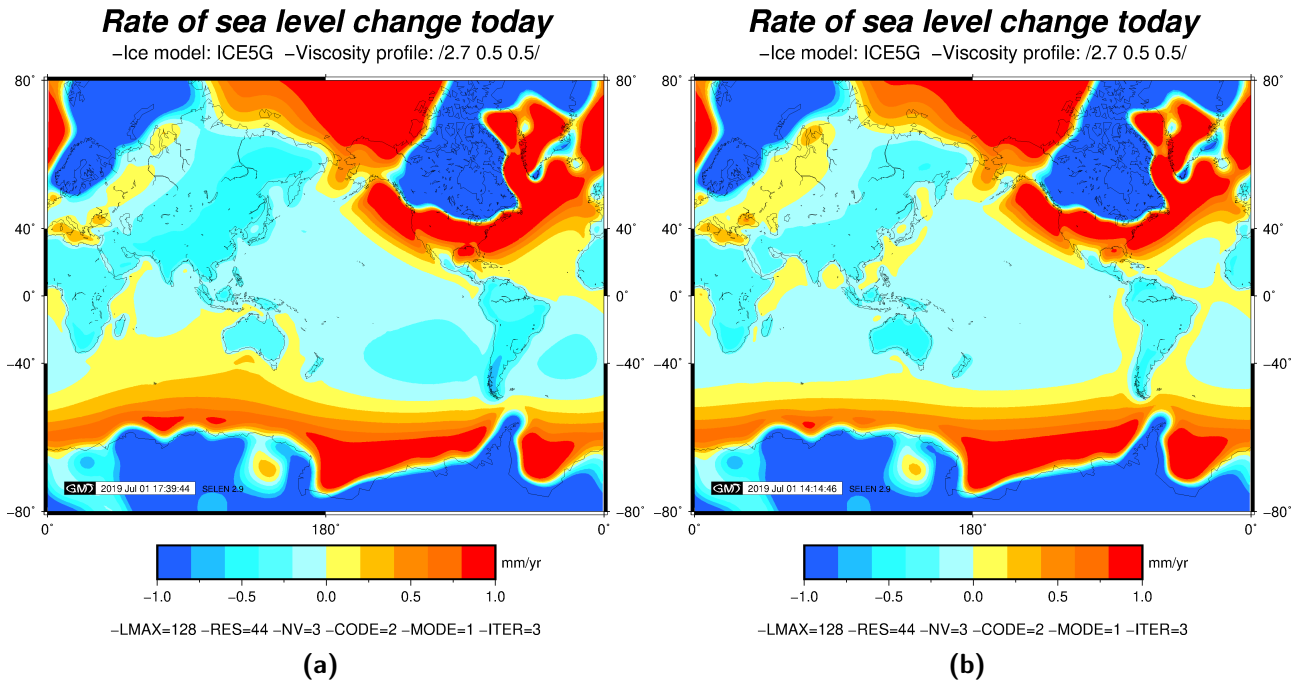 Rate of sea level change today
−Ice model: ICE5G −Viscosity profile: /2.7 0.5 0.5/
80˚ 80˚
40˚ 40˚
0˚ 0˚
−40˚ −40˚
GMT 2019 Jul 01 17:39:44 SELEN 2.9
−80˚ −80˚
0˚ 180˚ 0˚
mm/yr
−1.0 −0.5 0.0 0.5 1.0
−LMAX=128 −RES=44 −NV=3 −CODE=2 −MODE=1 −ITER=3
(a)
Rate of sea level change today
−Ice model: ICE5G −Viscosity profile: /2.7 0.5 0.5/
80˚ 80˚
40˚ 40˚
0˚ 0˚
−40˚ −40˚
GMT 2019 Jul 01 14:14:46 SELEN 2.9
−80˚ −80˚
0˚ 180˚ 0˚
mm/yr
−1.0 −0.5 0.0 0.5 1.0
−LMAX=128 −RES=44 −NV=3 −CODE=2 −MODE=1 −ITER=3
(b)